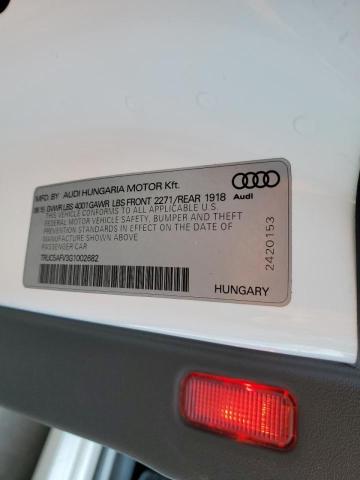 MFD. BY AUDI HUNGARIA MOTOR Kft.
GVWR LBS 4001 GAWR LBS FRONT 2271/REAR 1918
THIS VEHICLE CONFORMS TO ALL APPLICABLE U.S.
FEDERAL MOTOR VEHICLE SAFETY, BUMPER AND THEFT
PREVENTION STANDARDS IN EFFECT ON THE DATE OF
MANUFACTURE SHOWN ABOVE.
PASSENGER CAR
TRUC5AFV3G1002682
HUNGARY
Audi
2420153